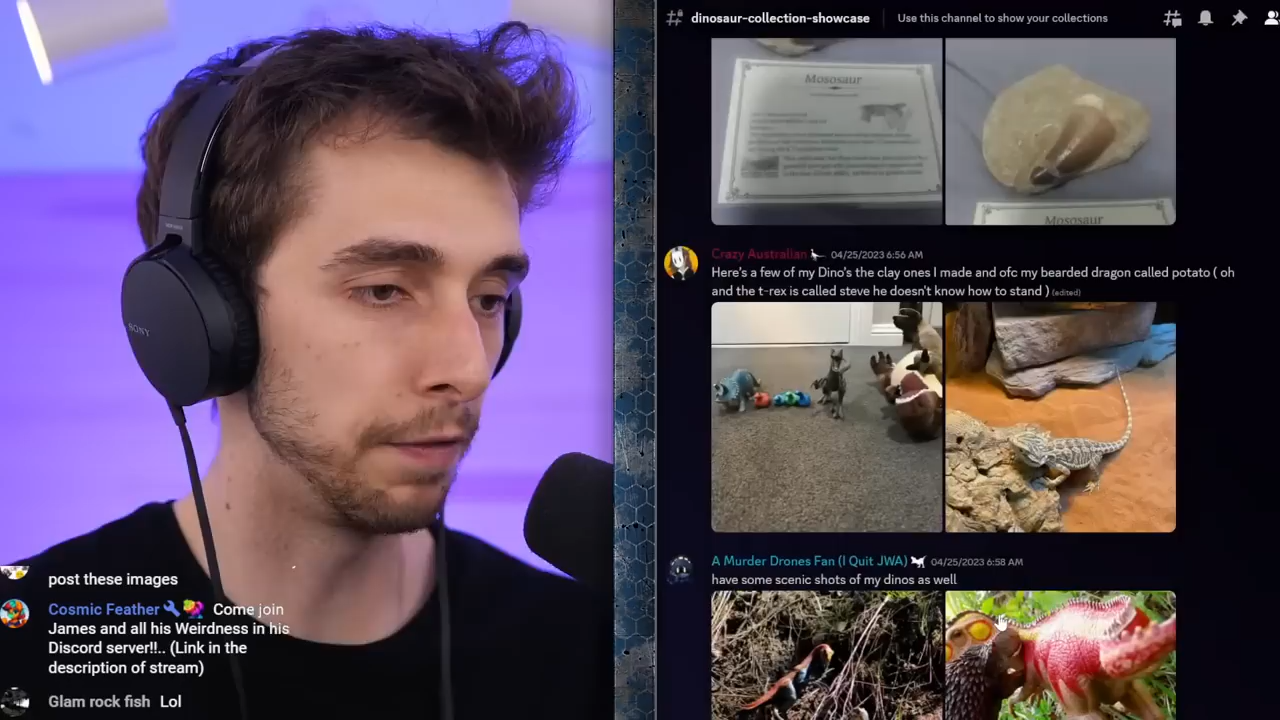 dinosaur-collection-showcase
Use this channel to show your collections
Mososaur
Mososaur
Crazy Australian 04/25/2023 6:56 AM
Here's a few of my Dino's the clay ones I made and ofc my bearded dragon called potato ( oh
and the t-rex is called steve he doesn't know how to stand ) (edited)
A Murder Drones Fan (I Quit JWA) 04/25/2023 6:58 AM
have some scenic shots of my dinos as well
SONY
post these images
Cosmic Feather Come join
James and all his Weirdness in his
Discord server!!.. (Link in the
description of stream)
Glam rock fish Lol